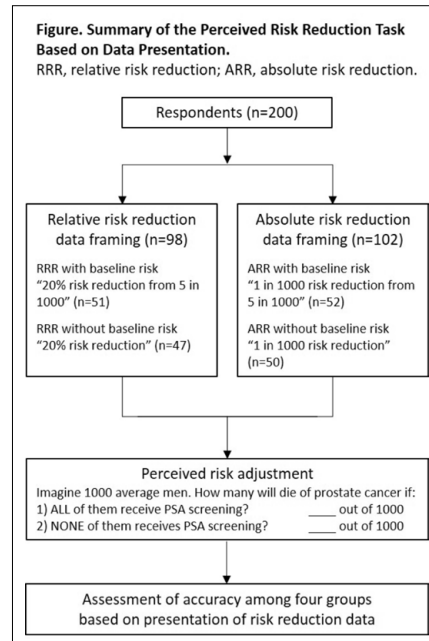 Figure. Summary of the Perceived Risk Reduction Task
Based on Data Presentation.
RRR, relative risk reduction; ARR, absolute risk reduction.
Respondents (n=200)
Relative risk reduction
data framing (n=98)
RRR with baseline risk
“20% risk reduction from 5 in
1000” (n=51)
RRR without baseline risk
“20% risk reduction” (n=47)
Absolute risk reduction
data framing (n=102)
ARR with baseline risk
“1 in 1000 risk reduction from
5 in 1000” (n=52)
ARR without baseline risk
“1 in 1000 risk reduction”
(n=50)
Perceived risk adjustment
Imagine 1000 average men. How many will die of prostate cancer if:
1) ALL of them receive PSA screening? ____ out of 1000
2) NONE of them receives PSA screening? ____ out of 1000
Assessment of accuracy among four groups
based on presentation of risk reduction data